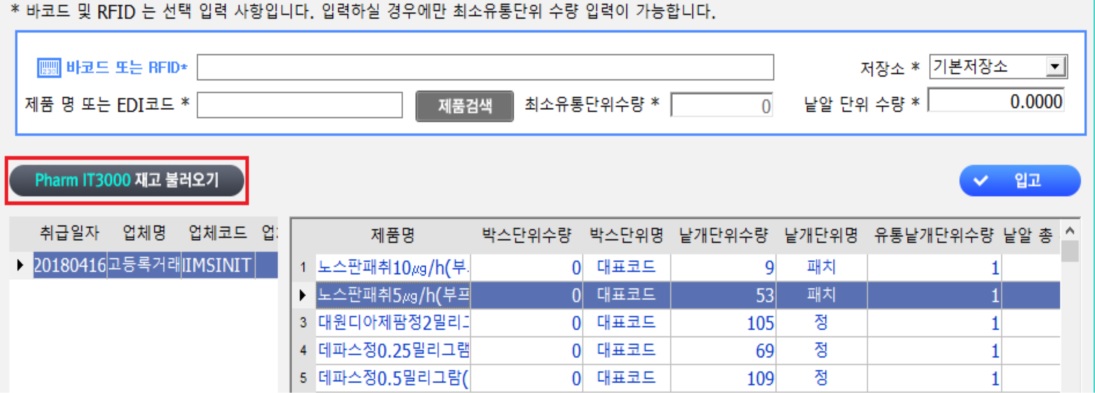 * 바코드 및 RFID 는 선택 입력 사항입니다. 입력하실 경우에만 최소유통단위 수량 입력이 가능합니다.
바코드 또는 RFID* 저장소 * 기본저장소
제품 명 또는 EDI코드 * 제품검색 최소유통단위수량 * 0 낱알 단위 수량 * 0.0000
Pharm IT3000 재고 불러오기 입고
취급일자 업체명 업체코드 업
20180416 고등록거래 IIMSINIT
제품명 박스단위수량 박스단위명 낱개단위수량 낱개단위명 유통낱개단위수량 낱알 총
1 노스판패취10㎍/h(부 0 대표코드 9 패치 1
노스판패취5㎍/h(부프 0 대표코드 53 패치 1
3 대원디아제팜정2밀리그 0 대표코드 105 정 1
4 데파스정0.25밀리그램 0 대표코드 69 정 1
5 데파스정0.5밀리그람( 0 대표코드 109 정 1